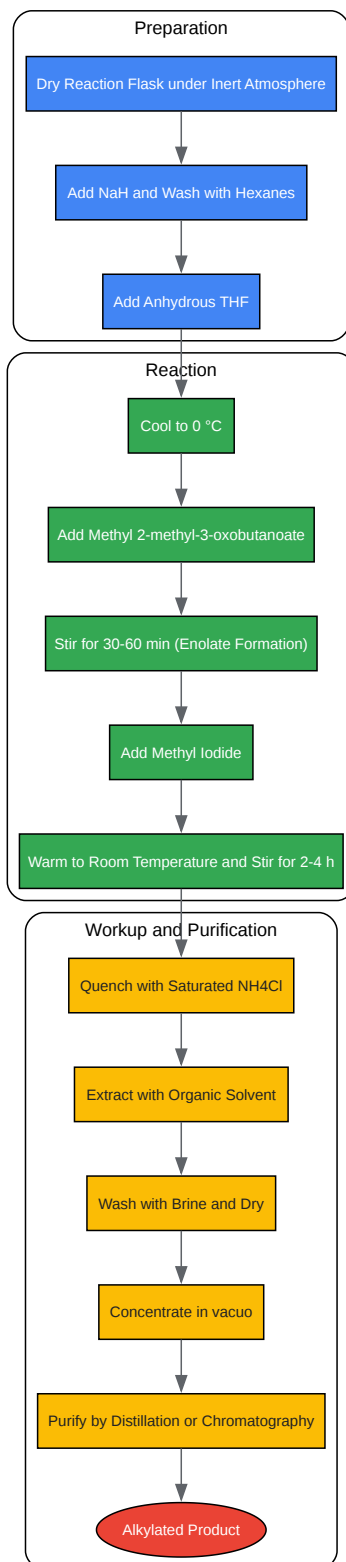 Preparation
Dry Reaction Flask under Inert Atmosphere
Add NaH and Wash with Hexanes
Add Anhydrous THF
Reaction
Cool to 0 °C
Add Methyl 2-methyl-3-oxobutanoate
Stir for 30-60 min (Enolate Formation)
Add Methyl Iodide
Warm to Room Temperature and Stir for 2-4 h
Workup and Purification
Quench with Saturated NH4Cl
Extract with Organic Solvent
Wash with Brine and Dry
Concentrate in vacuo
Purify by Distillation or Chromatography
Alkylated Product